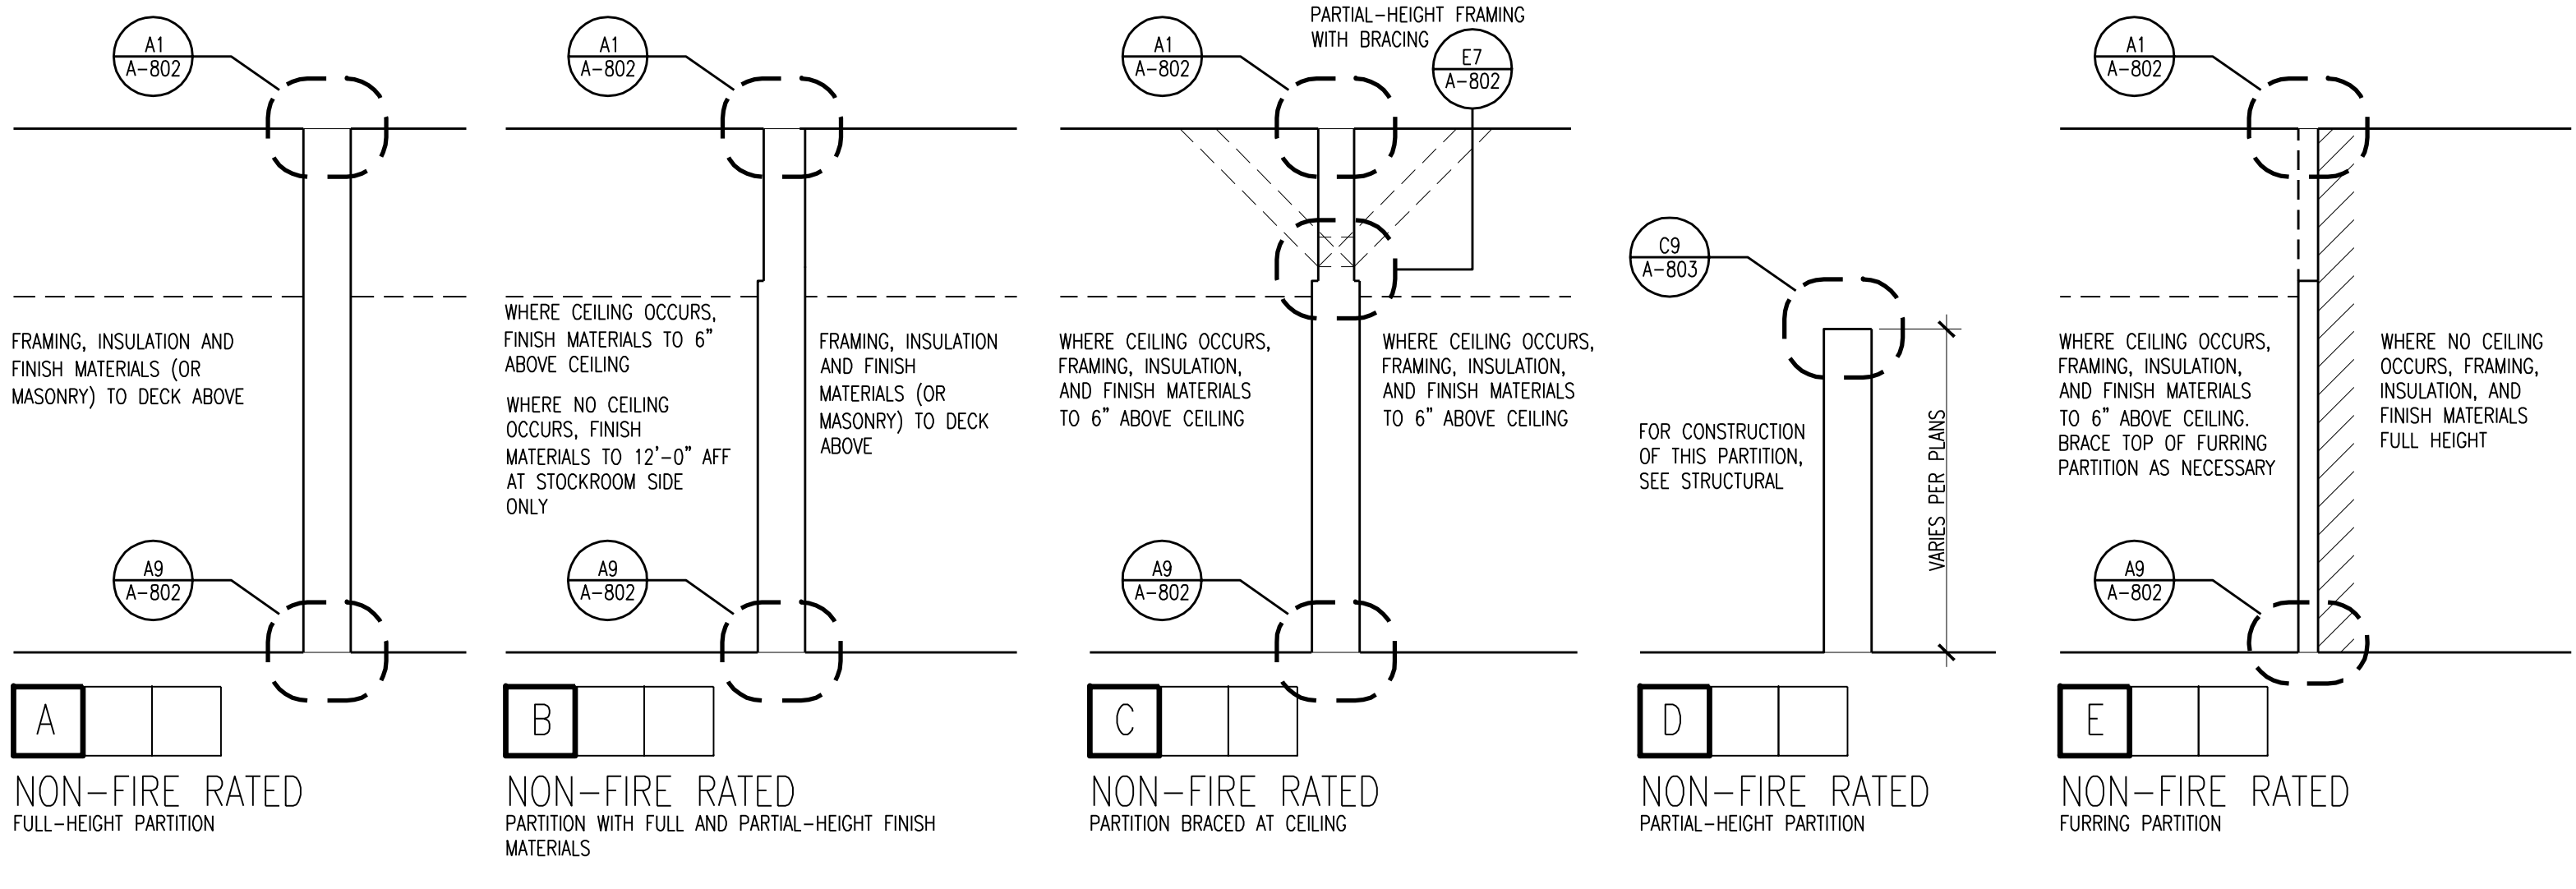 A1
A-802
FRAMING, INSULATION AND
FINISH MATERIALS (OR
MASONRY) TO DECK ABOVE
A9
A-802
A
NON-FIRE RATED
FULL-HEIGHT PARTITION
A1
A-802
WHERE CEILING OCCURS,
FINISH MATERIALS TO 6"
ABOVE CEILING
WHERE NO CEILING
OCCURS, FINISH
MATERIALS TO 12'-0" AFF
AT STOCKROOM SIDE
ONLY
FRAMING, INSULATION
AND FINISH
MATERIALS (OR
MASONRY) TO DECK
ABOVE
A9
A-802
B
NON-FIRE RATED
PARTITION WITH FULL AND PARTIAL-HEIGHT FINISH
MATERIALS
A1
A-802
PARTIAL-HEIGHT FRAMING
WITH BRACING
E7
A-802
WHERE CEILING OCCURS,
FRAMING, INSULATION,
AND FINISH MATERIALS
TO 6" ABOVE CEILING
WHERE CEILING OCCURS,
FRAMING, INSULATION,
AND FINISH MATERIALS
TO 6" ABOVE CEILING
A9
A-802
C
NON-FIRE RATED
PARTITION BRACED AT CEILING
C9
A-803
FOR CONSTRUCTION
OF THIS PARTITION,
SEE STRUCTURAL
VARIES PER PLANS
D
NON-FIRE RATED
PARTIAL-HEIGHT PARTITION
A1
A-802
WHERE CEILING OCCURS,
FRAMING, INSULATION,
AND FINISH MATERIALS
TO 6" ABOVE CEILING.
BRACE TOP OF FURRING
PARTITION AS NECESSARY
WHERE NO CEILING
OCCURS, FRAMING,
INSULATION, AND
FINISH MATERIALS
FULL HEIGHT
A9
A-802
E
NON-FIRE RATED
FURRING PARTITION